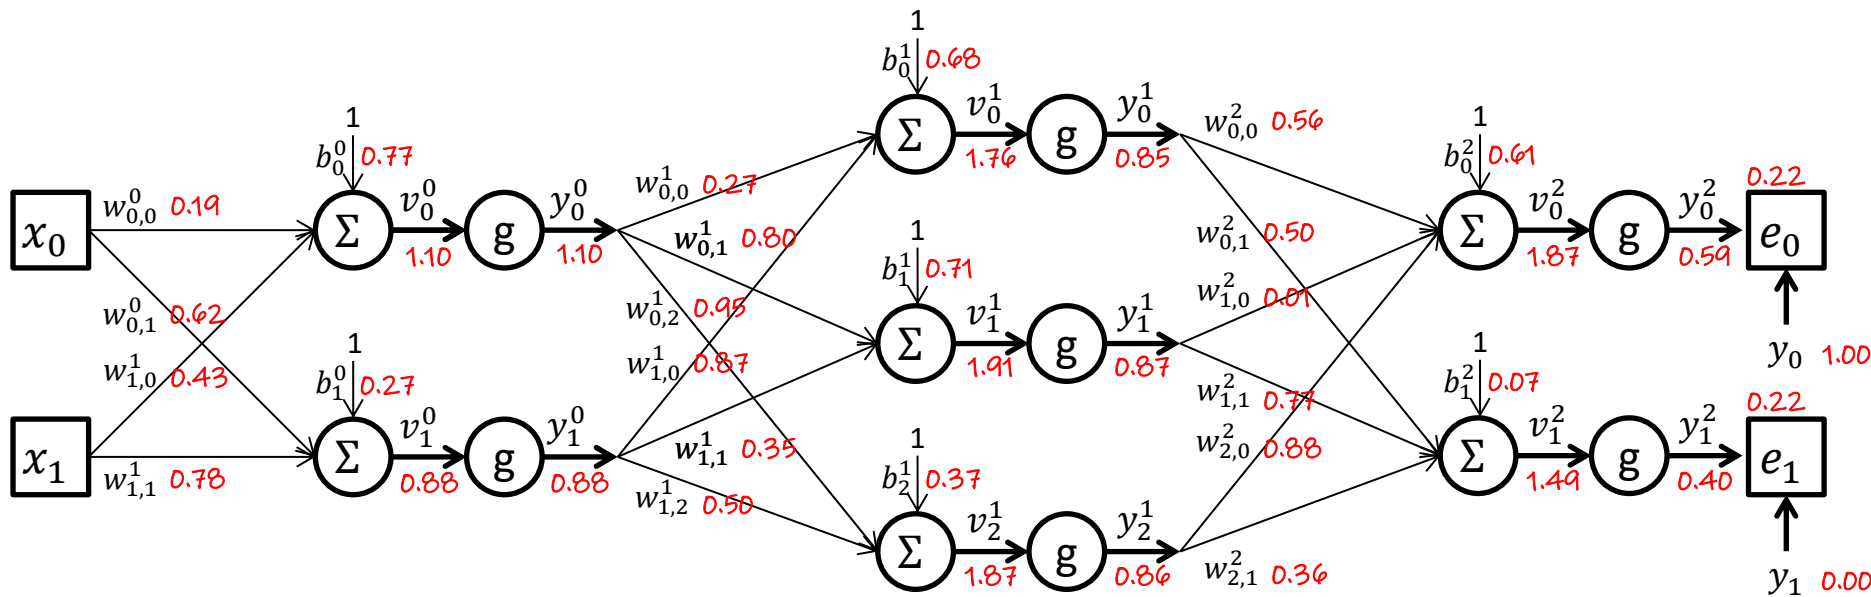 1
b_0^1 0.68
v_0^1
y_0^1
Σ
g
1.76
0.85
w_{0,0}^2 0.56
1
b_0^0 0.77
w_{0,0}^0 0.19
x_0
Σ
v_0^0
g
y_0^0
1.10
1.10
w_{0,0}^1 0.27
w_{0,1}^1 0.80
w_{0,1}^2 0.50
1
b_0^2 0.61
v_0^2
y_0^2
0.22
Σ
g
e_0
1.87
0.59
1
b_1^1 0.71
w_{0,1}^0 0.62
w_{0,2}^1 0.95
v_1^1
y_1^1
Σ
g
1.91
0.87
w_{1,0}^2 0.01
y_0 1.00
w_{1,0}^1 0.43
1
b_1^0 0.27
w_{1,0}^1 0.87
w_{1,1}^2 0.77
1
b_1^2 0.07
0.22
x_1
w_{1,1}^1 0.78
Σ
v_1^0
g
y_1^0
0.88
0.88
w_{1,1}^1 0.35
w_{1,2}^1 0.50
1
b_2^1 0.37
w_{2,0}^2 0.88
Σ
v_1^2
g
y_1^2
e_1
1.49
0.40
Σ
v_2^1
g
y_2^1
1.87
0.86
w_{2,1}^2 0.36
y_1 0.00